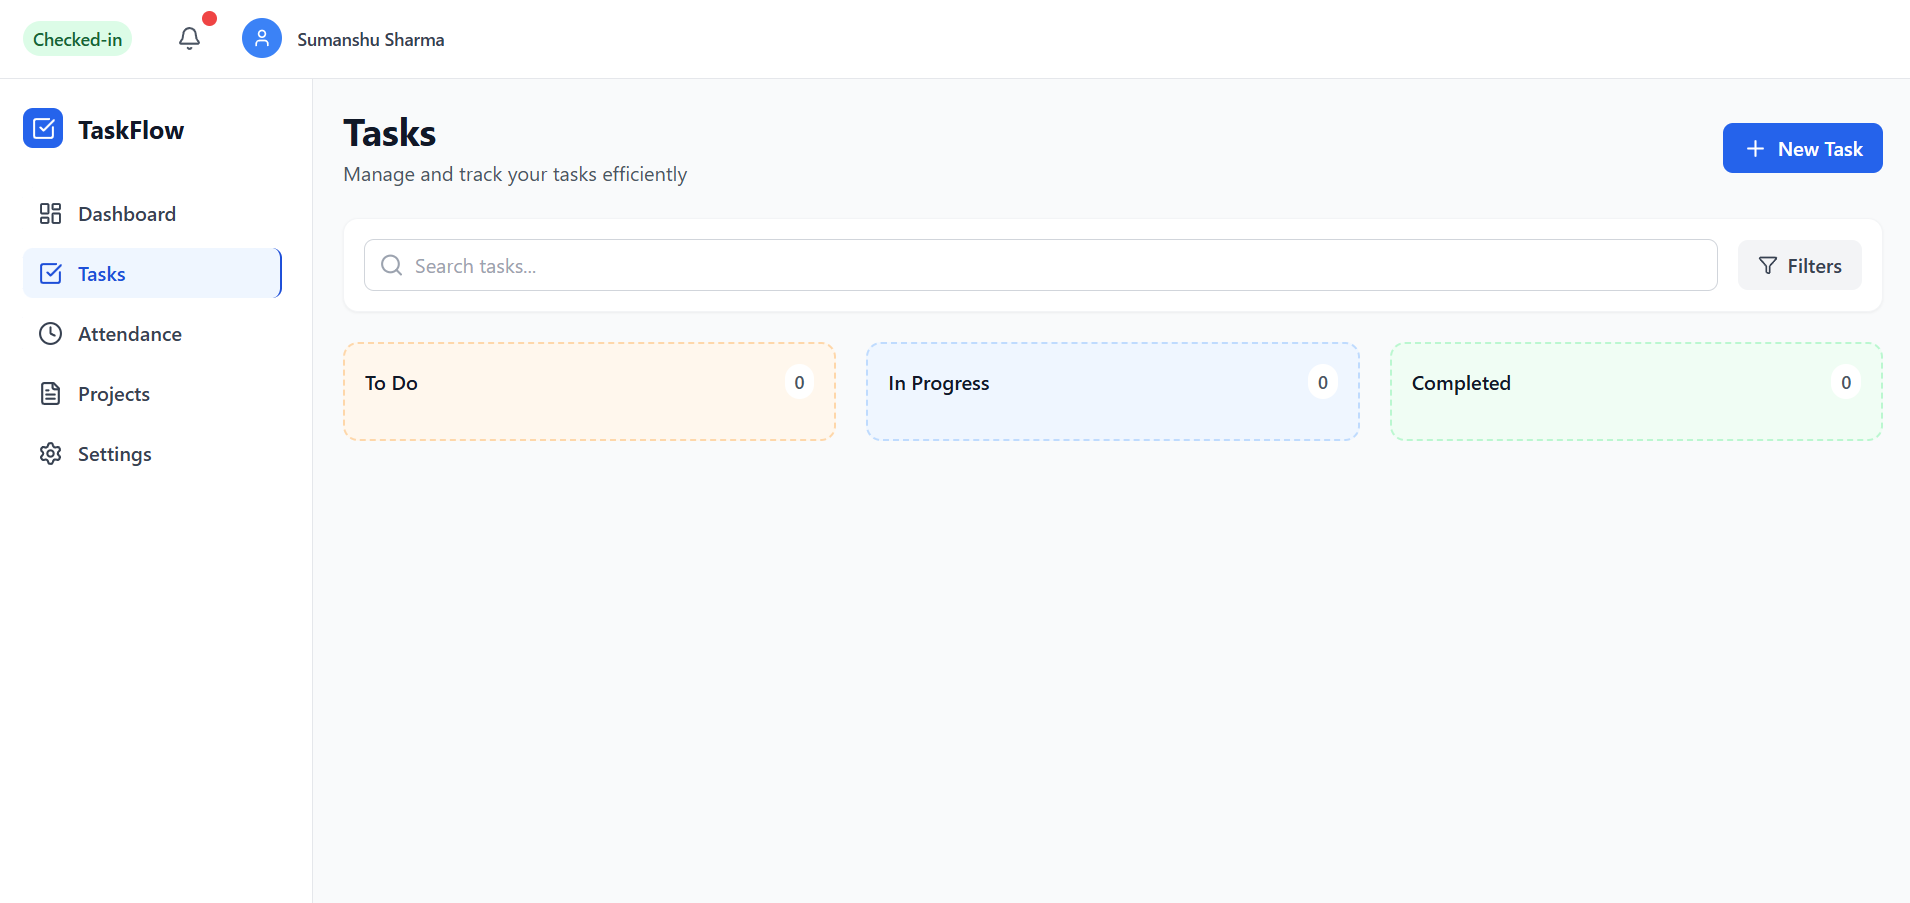 Checked-in
Sumanshu Sharma
TaskFlow
Dashboard
Tasks
Attendance
Projects
Settings
Tasks
Manage and track your tasks efficiently
New Task
Search tasks...
Filters
To Do 0
In Progress 0
Completed 0